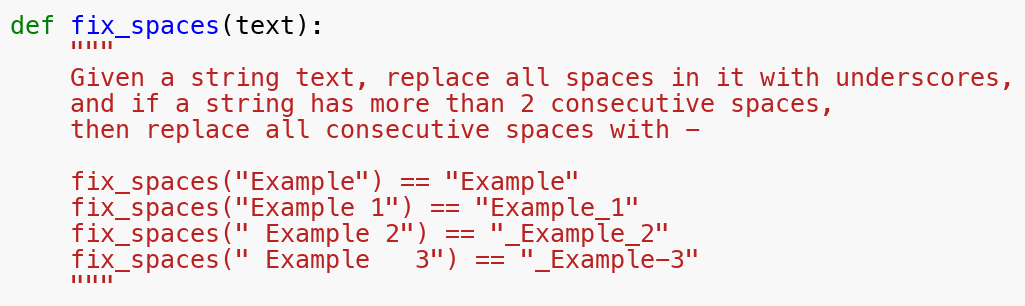 def fix_spaces(text):
    """
    Given a string text, replace all spaces in it with underscores,
    and if a string has more than 2 consecutive spaces,
    then replace all consecutive spaces with -

    fix_spaces("Example") == "Example"
    fix_spaces("Example 1") == "Example_1"
    fix_spaces(" Example 2") == "_Example_2"
    fix_spaces(" Example   3") == "_Example-3"
    """